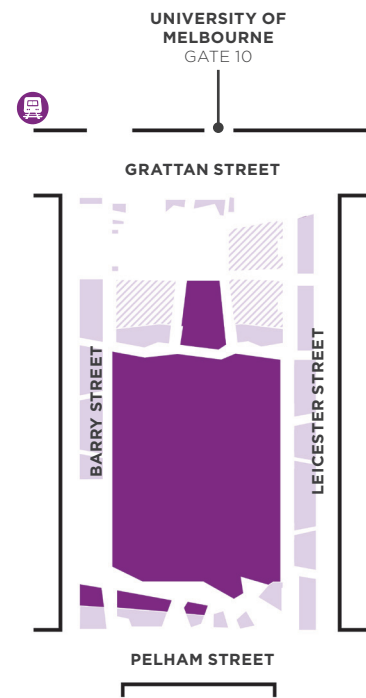 UNIVERSITY OF
MELBOURNE
GATE 10
GRATTAN STREET
BARRY STREET
LEICESTER STREET
PELHAM STREET